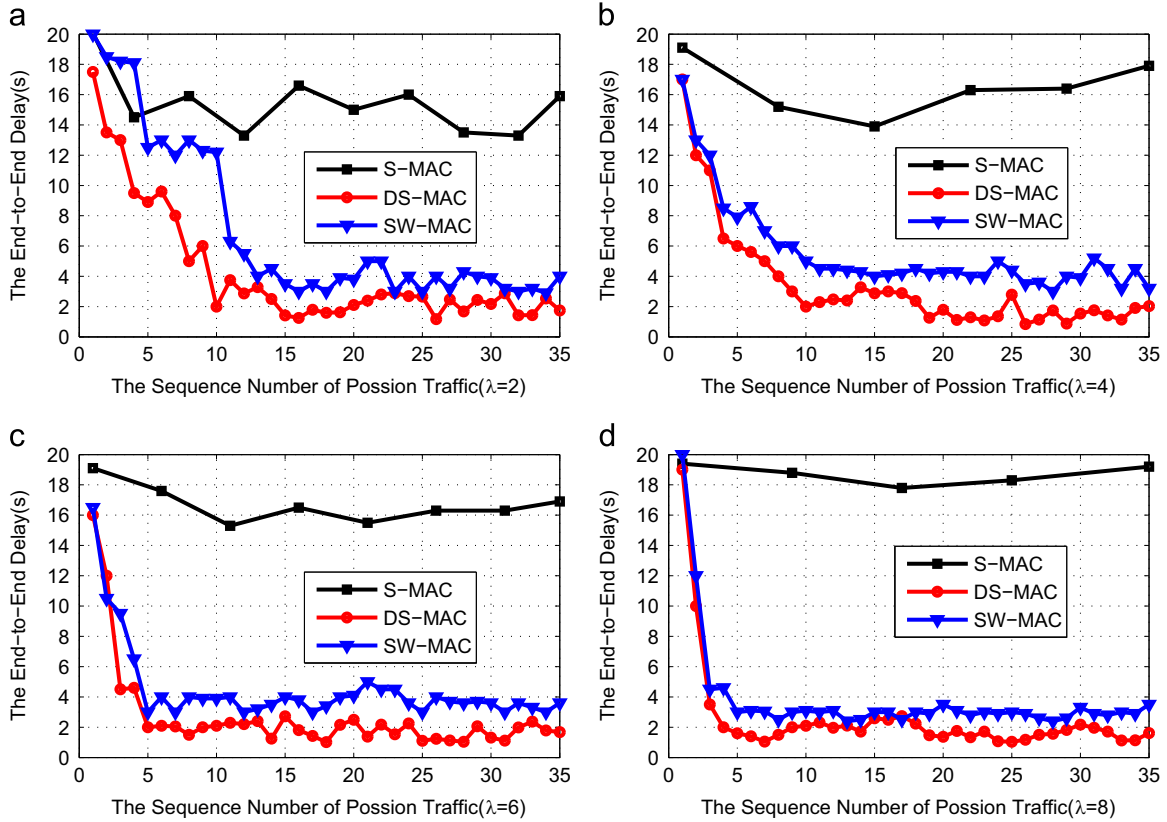 a
20
18
16
14
12
10
8
6
4
2
0
0 5 10 15 20 25 30 35
The End-to-End Delay(s)
The Sequence Number of Possion Traffic(λ=2)
S-MAC
DS-MAC
SW-MAC
b
20
18
16
14
12
10
8
6
4
2
0
0 5 10 15 20 25 30 35
The End-to-End Delay(s)
The Sequence Number of Possion Traffic(λ=4)
S-MAC
DS-MAC
SW-MAC
c
20
18
16
14
12
10
8
6
4
2
0
0 5 10 15 20 25 30 35
The End-to-End Delay(s)
The Sequence Number of Possion Traffic(λ=6)
S-MAC
DS-MAC
SW-MAC
d
20
18
16
14
12
10
8
6
4
2
0
0 5 10 15 20 25 30 35
The End-to-End Delay(s)
The Sequence Number of Possion Traffic(λ=8)
S-MAC
DS-MAC
SW-MAC